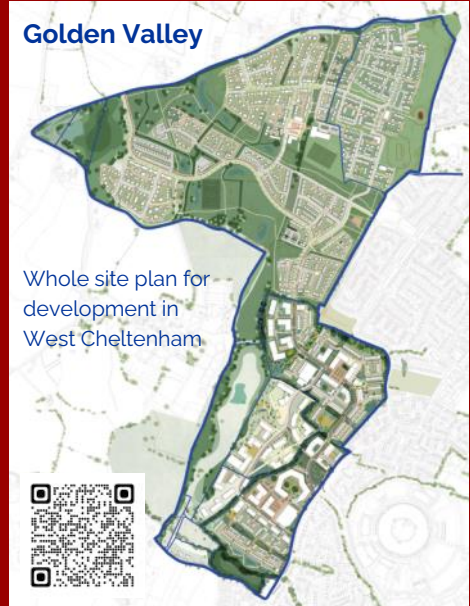 Golden Valley
Whole site plan for
development in
West Cheltenham